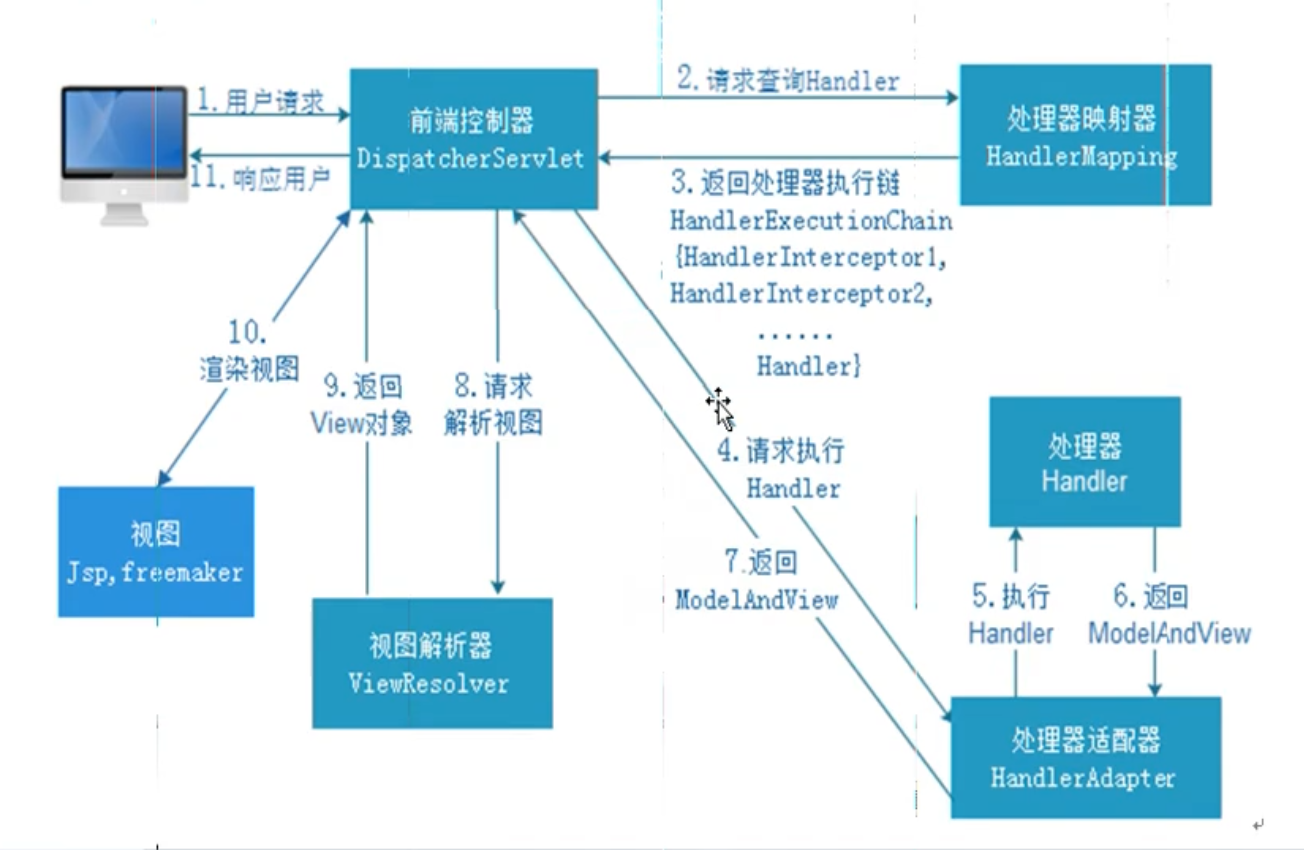 1.用户请求
11.响应用户
前端控制器
DispatcherServlet
2.请求查询Handler
处理器映射器
HandlerMapping
3.返回处理器执行链
HandlerExecutionChain
{HandlerInterceptor1,
HandlerInterceptor2,
......
Handler}
10.
渲染视图
9.返回
View对象
8.请求
解析视图
4.请求执行
Handler
处理器
Handler
视图
Jsp,freemaker
7.返回
ModelAndView
5.执行
Handler
6.返回
ModelAndView
视图解析器
ViewResolver
处理器适配器
HandlerAdapter